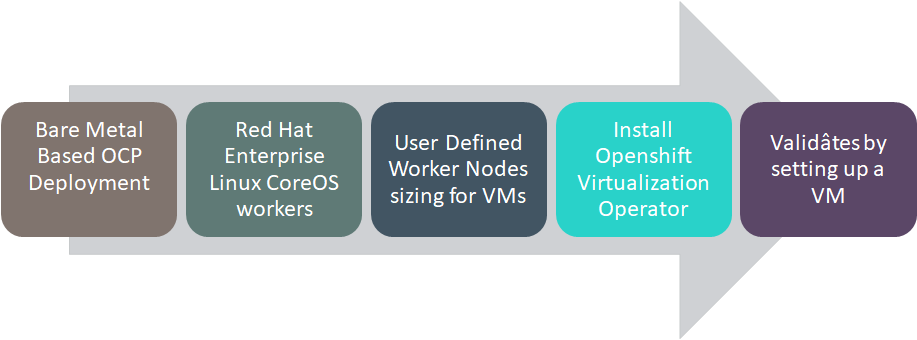 Bare Metal
Based OCP
Deployment
Red Hat
Enterprise
Linux CoreOS
workers
User Defined
Worker Nodes
sizing for VMs
Install
Openshift
Virtualization
Operator
Validâtes by
setting up a
VM